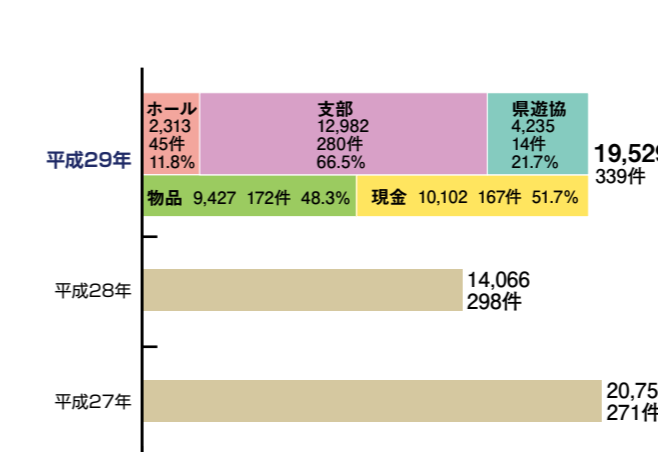 ホール
2,313
45件
11.8%
支部
12,982
280件
66.5%
県遊協
4,235
14件
21.7%
平成29年
19,529
339件
物品 9,427 172件 48.3%
現金 10,102 167件 51.7%
平成28年
14,066
298件
平成27年
271件